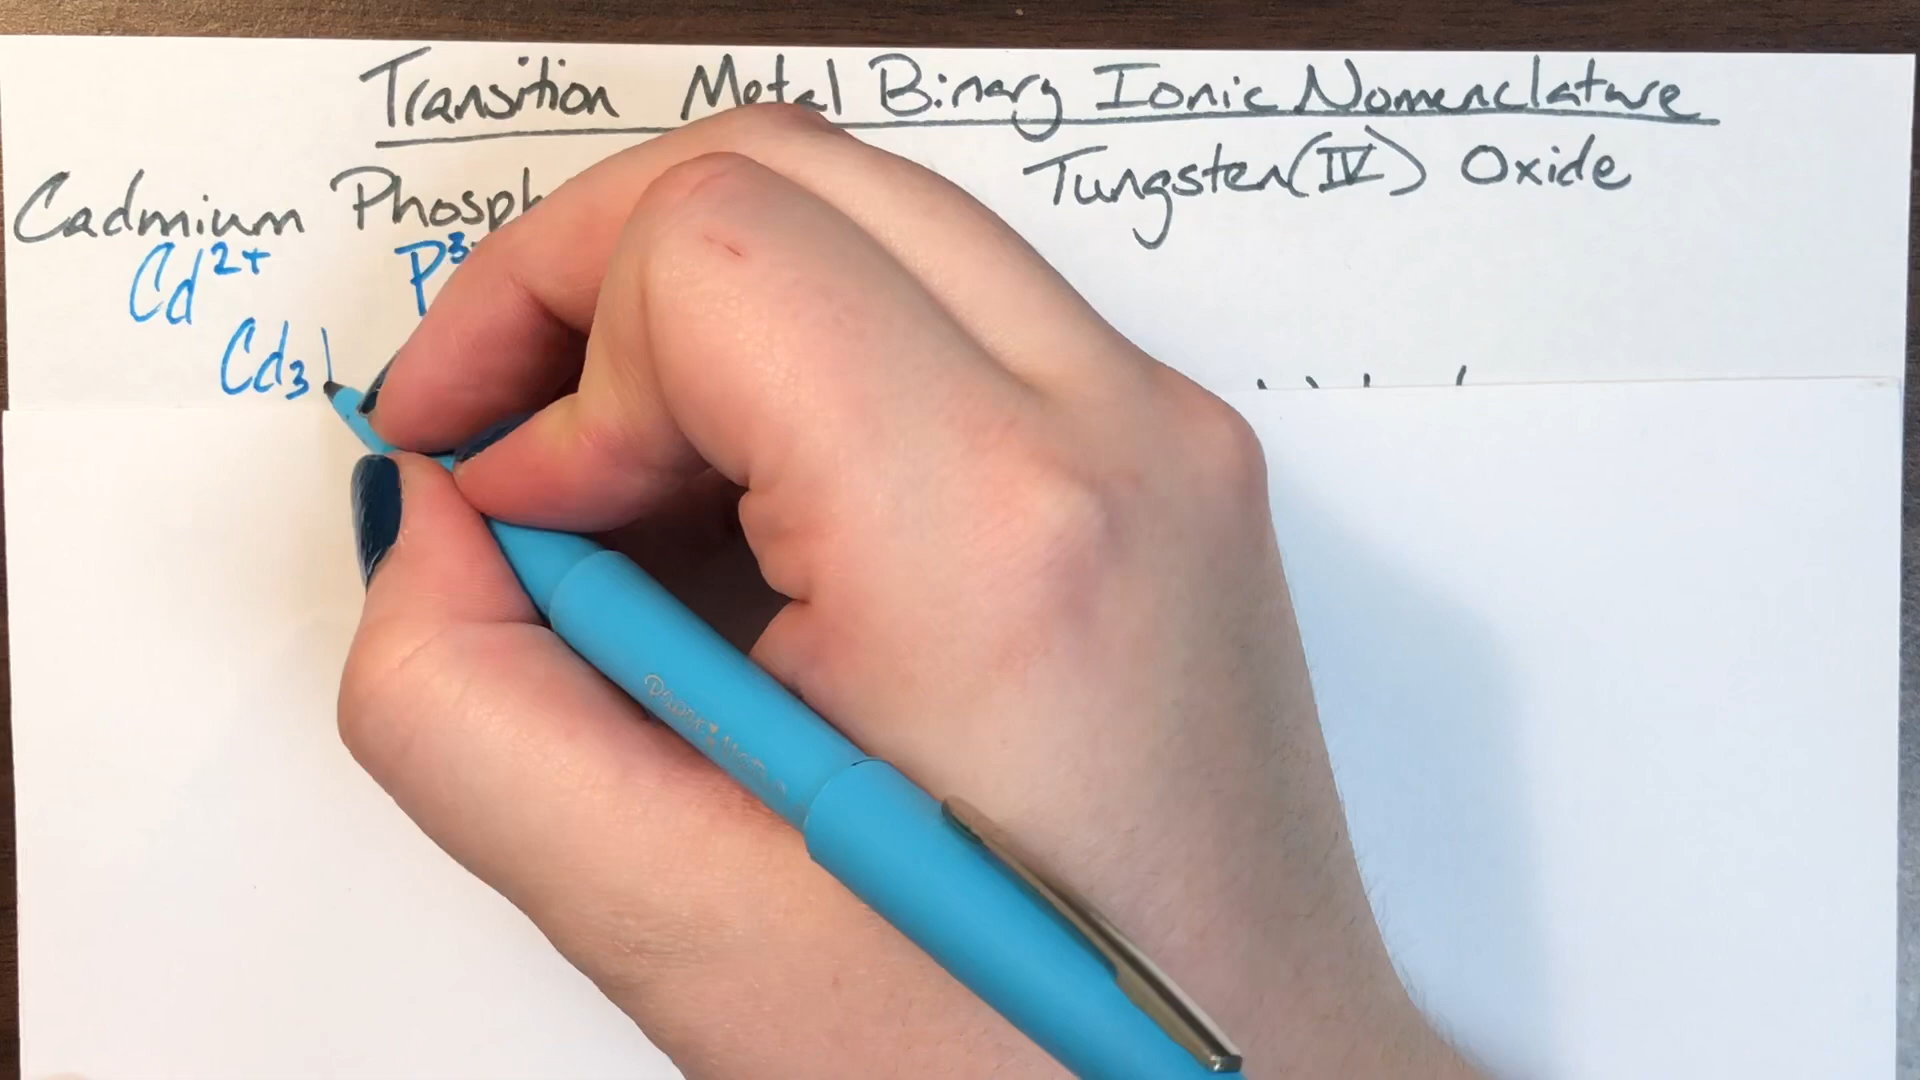 Transition Metal Binary Ionic Nomenclature
Cadmium Phosph
Tungsten(IV) Oxide
Cd²⁺ P³
Cd₃